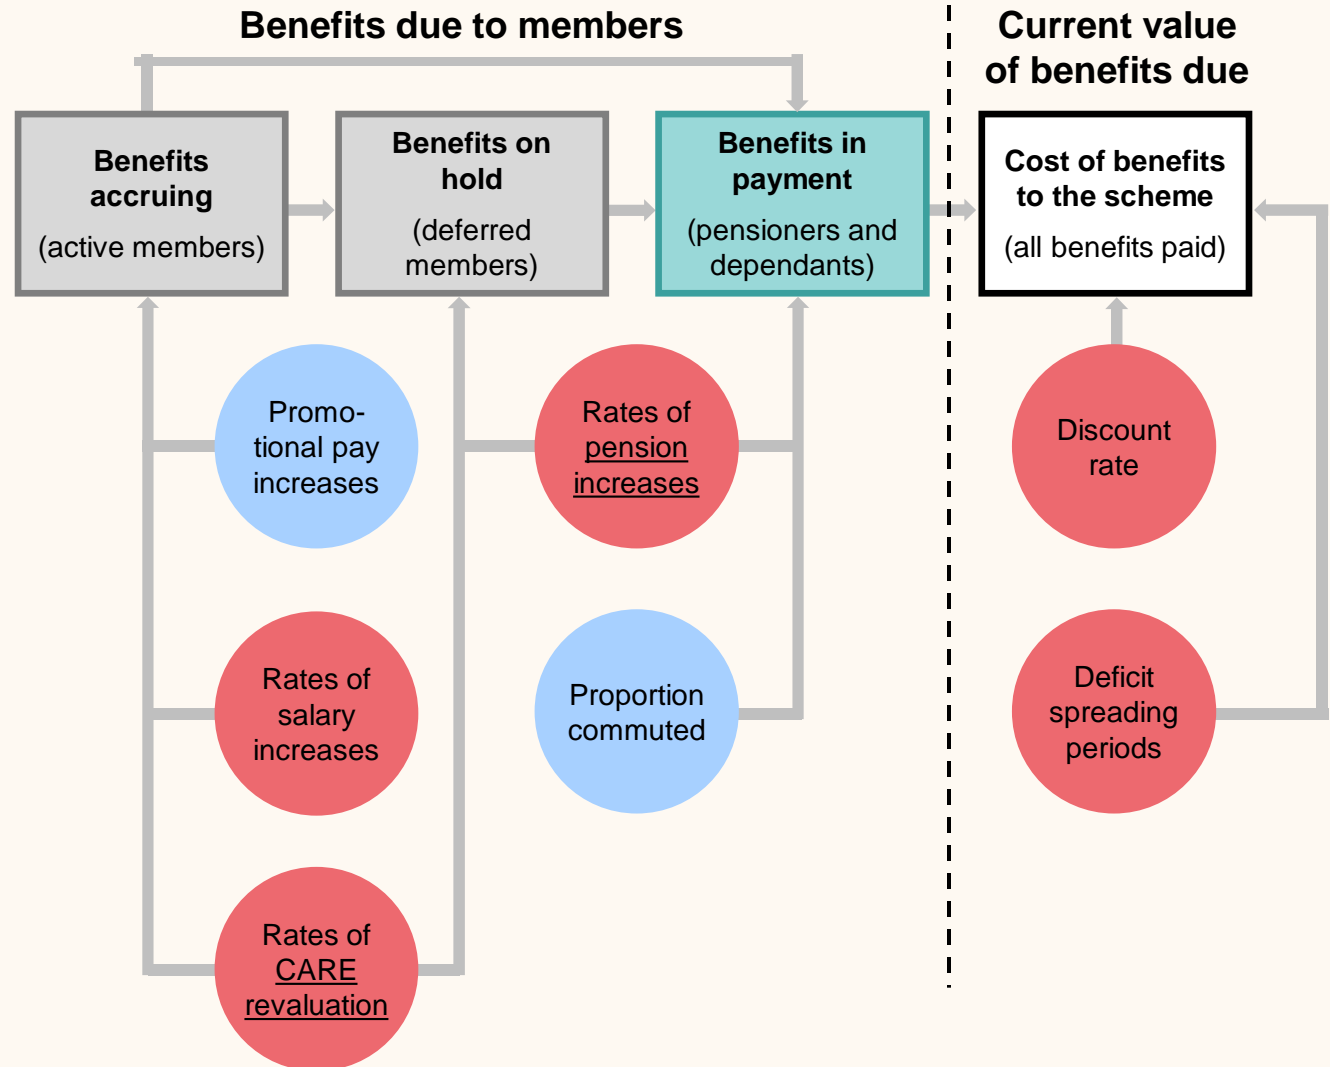 Benefits due to members
Current value
of benefits due
Benefits
accruing
(active members)
Benefits on
hold
(deferred
members)
Benefits in
payment
(pensioners and
dependants)
Cost of benefits
to the scheme
(all benefits paid)
Promo-
tional pay
increases
Rates of
pension
increases
Discount
rate
Rates of
salary
increases
Proportion
commuted
Deficit
spreading
periods
Rates of
CARE
revaluation